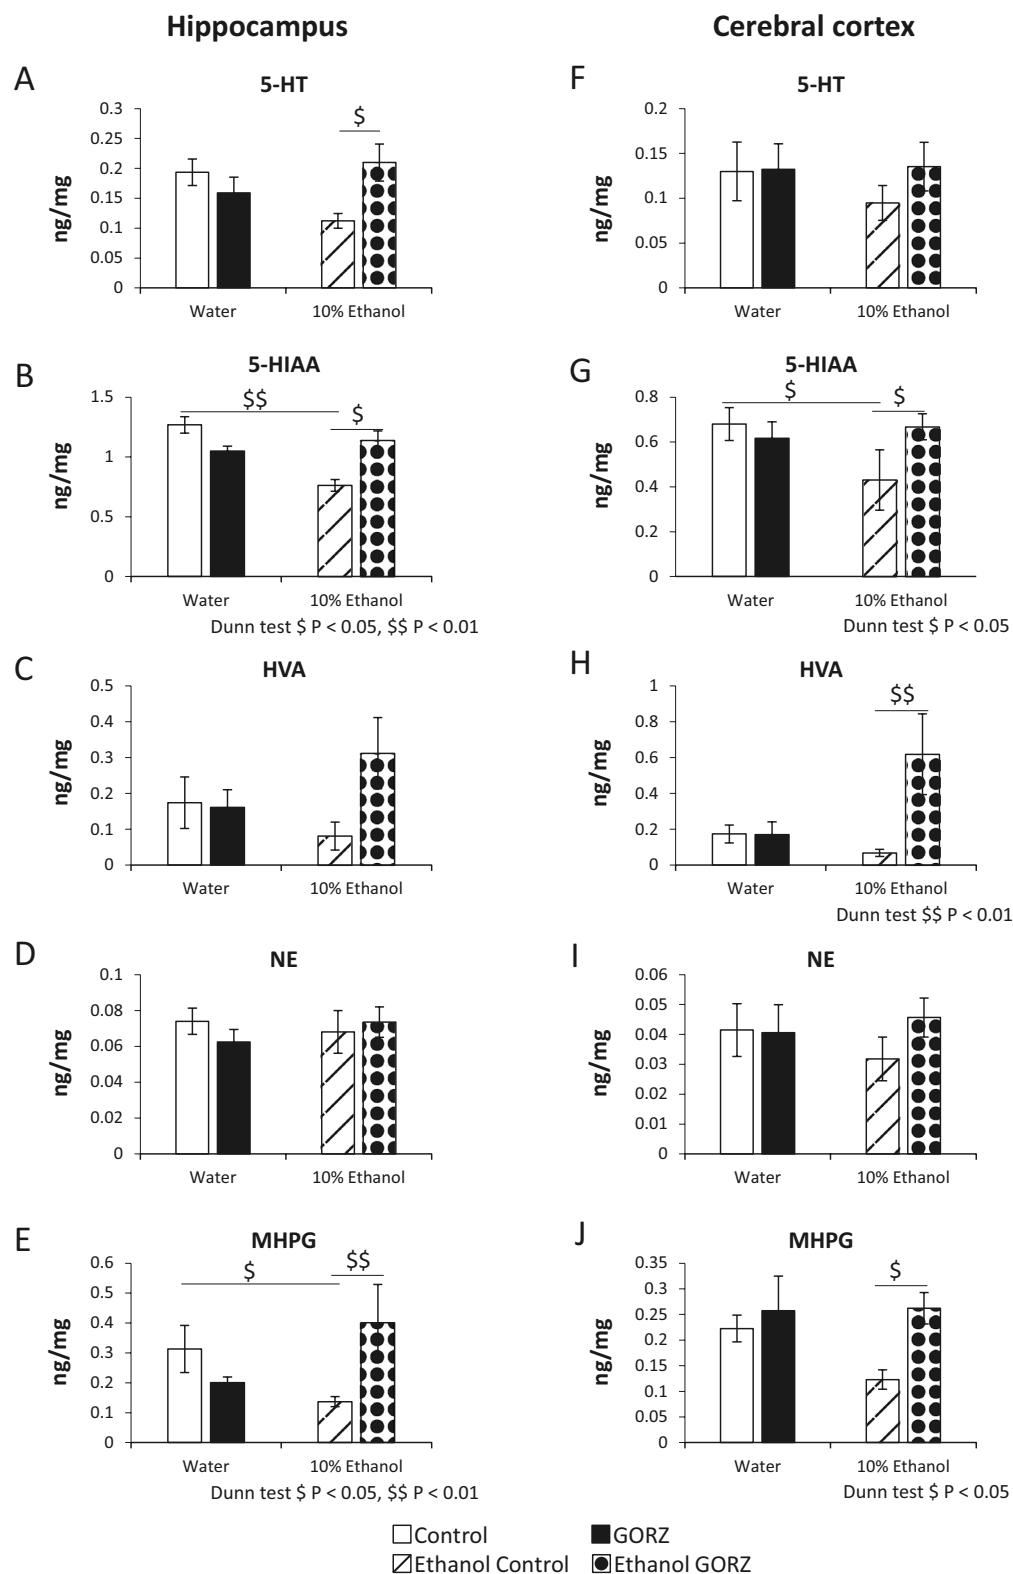 Hippocampus
A
5-HT
$
0.3
0.25
0.2
0.15
0.1
0.05
0
ng/mg
Water 10% Ethanol
B
5-HIAA
$$
$
1.5
1
0.5
0
ng/mg
Water 10% Ethanol
Dunn test $ P < 0.05, $$ P < 0.01
C
HVA
0.5
0.4
0.3
0.2
0.1
0
ng/mg
Water 10% Ethanol
D
NE
0.1
0.08
0.06
0.04
0.02
0
ng/mg
Water 10% Ethanol
E
MHPG
$$
$
0.6
0.5
0.4
0.3
0.2
0.1
0
ng/mg
Water 10% Ethanol
Dunn test $ P < 0.05, $$ P < 0.01
Cerebral cortex
F
5-HT
0.2
0.15
0.1
0.05
0
ng/mg
Water 10% Ethanol
G
5-HIAA
$
$
0.8
0.6
0.4
0.2
0
ng/mg
Water 10% Ethanol
Dunn test $ P < 0.05
H
HVA
$$
1
0.8
0.6
0.4
0.2
0
ng/mg
Water 10% Ethanol
Dunn test $$ P < 0.01
I
NE
0.06
0.05
0.04
0.03
0.02
0.01
0
ng/mg
Water 10% Ethanol
J
MHPG
$
0.35
0.3
0.25
0.2
0.15
0.1
0.05
0
ng/mg
Water 10% Ethanol
Dunn test $ P < 0.05
Control GORZ
Ethanol Control Ethanol GORZ